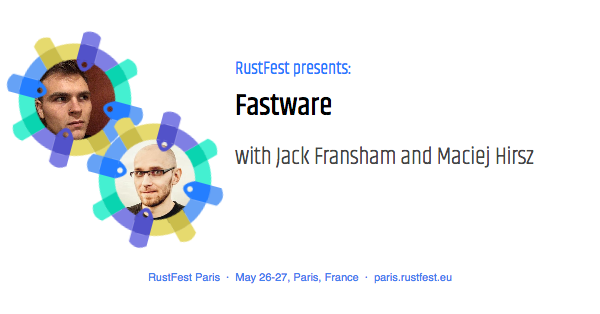 RustFest presents:
Fastware
with Jack Fransham and Maciej Hirsz
RustFest Paris · May 26-27, Paris, France · paris.rustfest.eu